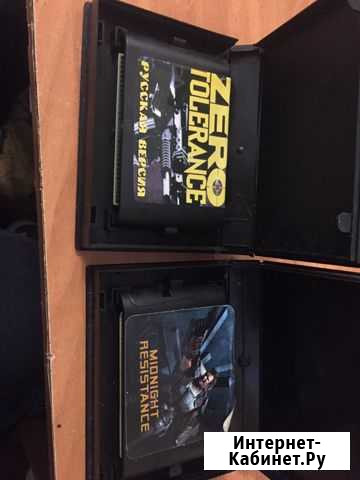 ZERO
TOLERANCE
РУССКАЯ ВЕРСИЯ
MIDNIGHT
RESISTANCE
Интернет-
Кабинет.Ру